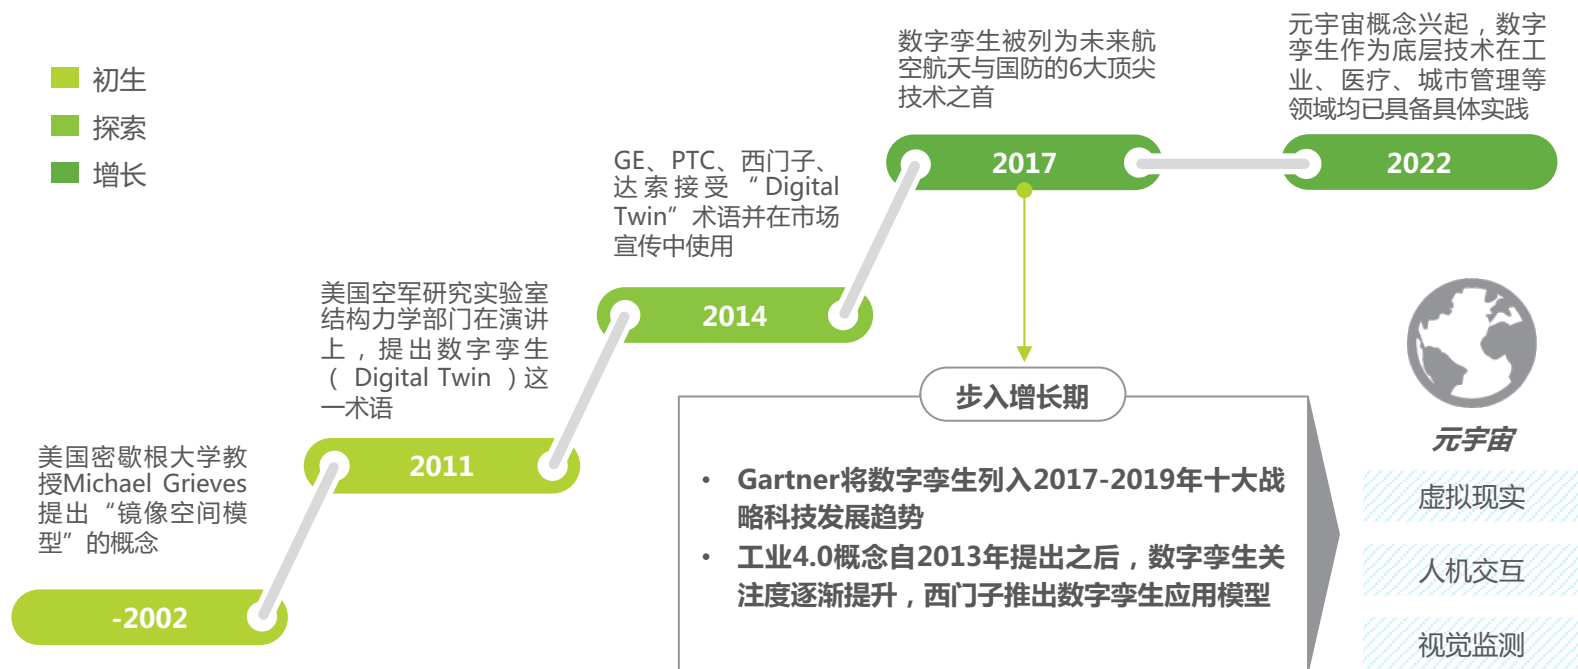 初生
探索
增长
美国密歇根大学教
授Michael Grieves
提出“镜像空间模
型”的概念
-2002
美国空军研究实验室
结构力学部门在演讲
上，提出数字孪生
（ Digital Twin ）这
一术语
2011
GE、PTC、西门子、
达索接受“Digital
Twin”术语并在市场
宣传中使用
2014
数字孪生被列为未来航
空航天与国防的6大顶尖
技术之首
2017
元宇宙概念兴起，数字
孪生作为底层技术在工
业、医疗、城市管理等
领域均已具备具体实践
2022
步入增长期
• Gartner将数字孪生列入2017-2019年十大战
略科技发展趋势
• 工业4.0概念自2013年提出之后，数字孪生关
注度逐渐提升，西门子推出数字孪生应用模型
元宇宙
虚拟现实
人机交互
视觉监测